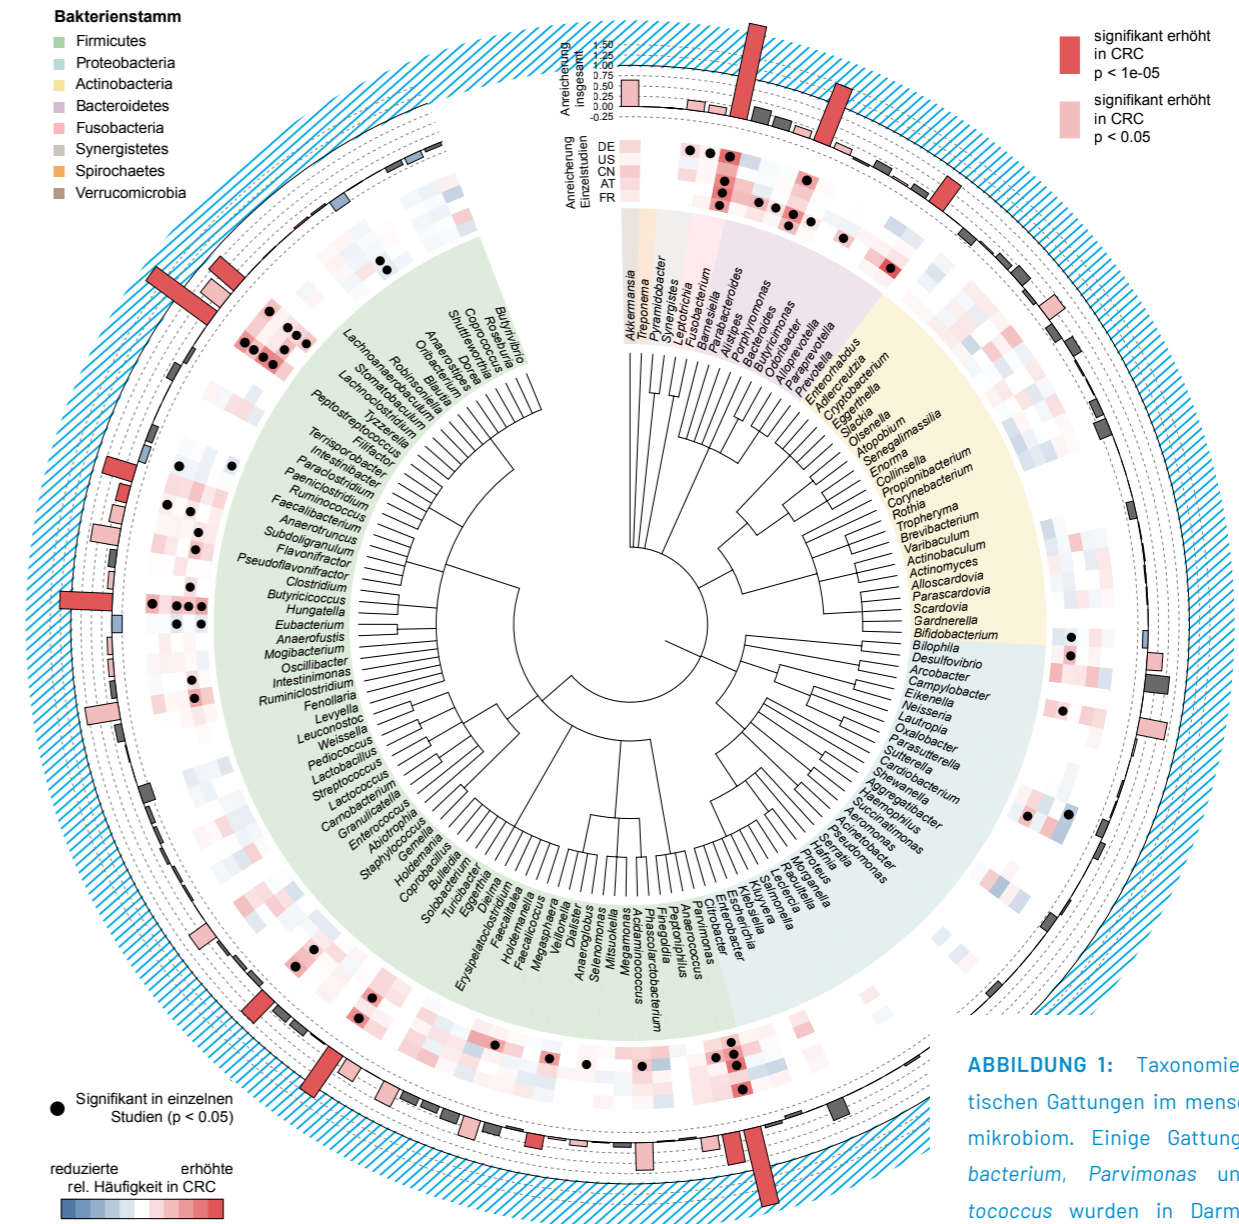 Bakterienstamm
Firmicutes
Proteobacteria
Actinobacteria
Bacteroidetes
Fusobacteria
Synergistetes
Spirochaetes
Verrucomicrobia
Anreicherung
insgesamt
1.50
1.25
1.00
0.75
0.50
0.25
0.00
-0.25
Anreicherung
Einzelstudien
DE
US
CN
AT
FR
signifikant erhöht
in CRC
p < 1e-05
signifikant erhöht
in CRC
p < 0.05
Akkermansia
Treponema
Pyramidobacter
Synergistes
Leptotrichia
Fusobacterium
Barnesiella
Parabacteroides
Alistipes
Porphyromonas
Bacteroides
Butyricimonas
Odoribacter
Alloprevotella
Paraprevotella
Prevotella
Enterorhabdus
Adlercreutzia
Cryptobacterium
Eggerthella
Slackia
Olsenella
Atopobium
Senegalimassilia
Enorma
Collinsella
Propionibacterium
Corynebacterium
Rothia
Tropheryma
Brevibacterium
Varibaculum
Actinobaculum
Actinomyces
Alloscardovia
Parascardovia
Scardovia
Gardnerella
Bifidobacterium
Bilophila
Desulfovibrio
Arcobacter
Campylobacter
Eikenella
Neisseria
Lautropia
Oxalobacter
Parasutterella
Sutterella
Cardiobacterium
Shewanella
Aggregatibacter
Haemophilus
Succinatimonas
Aeromonas
Acinetobacter
Pseudomonas
Serratia
Hafnia
Proteus
Morganella
Raoultella
Leclercia
Salmonella
Kluyvera
Klebsiella
Escherichia
Enterobacter
Citrobacter
Parvimonas
Anaerococcus
Peptoniphilus
Finegoldia
Phascolarctobacterium
Acidaminococcus
Megamonas
Mitsuokella
Selenomonas
Anaeroglobus
Dialister
Veillonella
Megasphaera
Faecalicoccus
Holdemanella
Faecalitalea
Erysipelatoclostridium
Dielma
Eggerthia
Turicibacter
Solobacterium
Bulleidia
Coprobacillus
Holdemania
Gemella
Staphylococcus
Abiotrophia
Enterococcus
Granulicatella
Carnobacterium
Lactococcus
Streptococcus
Lactobacillus
Pediococcus
Weissella
Leuconostoc
Levyella
Fenollaria
Ruminiclostridium
Intestinimonas
Oscillibacter
Mogibacterium
Anaerofustis
Eubacterium
Hungatella
Butyricicoccus
Clostridium
Pseudoflavonifractor
Flavonifractor
Subdoligranulum
Anaerotruncus
Faecalibacterium
Ruminococcus
Paeniclostridium
Paraclostridium
Intestinibacter
Terrisporobacter
Filifactor
Peptostreptococcus
Tyzzerella
Lachnoclostridium
Stomatobaculum
Lachnoanaerobaculum
Robinsoniella
Blautia
Oribacterium
Anaerostipes
Dorea
Shuttleworthia
Coprococcus
Roseburia
Butyrivibrio
Signifikant in einzelnen
Studien (p < 0.05)
reduzierte erhöhte
rel. Häufigkeit in CRC
ABBILDUNG 1: Taxonomie
tischen Gattungen im mensc
mikrobiom. Einige Gattung
bacterium, Parvimonas un
tococcus wurden in Darm